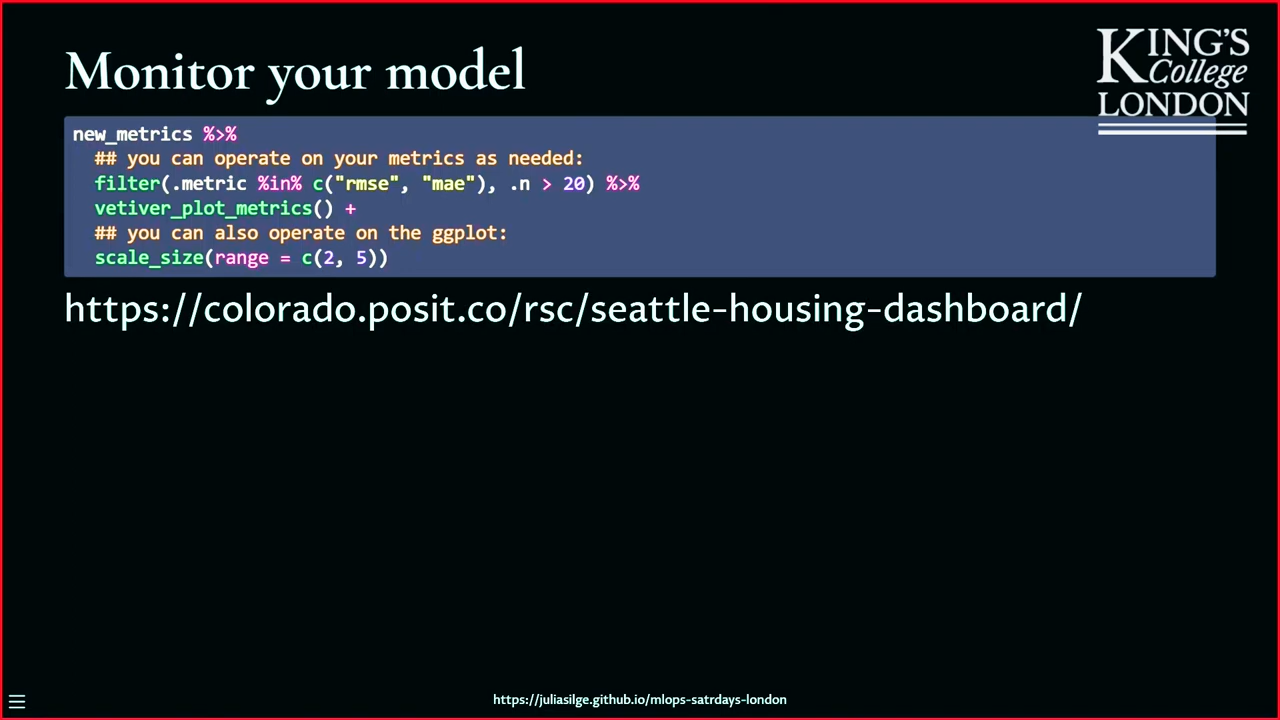 Monitor your model
KING'S
College
LONDON
new_metrics %>%
## you can operate on your metrics as needed:
filter(.metric %in% c("rmse", "mae"), .n > 20) %>%
vetiver_plot_metrics() +
## you can also operate on the ggplot:
scale_size(range = c(2, 5))
https://colorado.posit.co/rsc/seattle-housing-dashboard/
https://juliasilge.github.io/mlops-satrdays-london